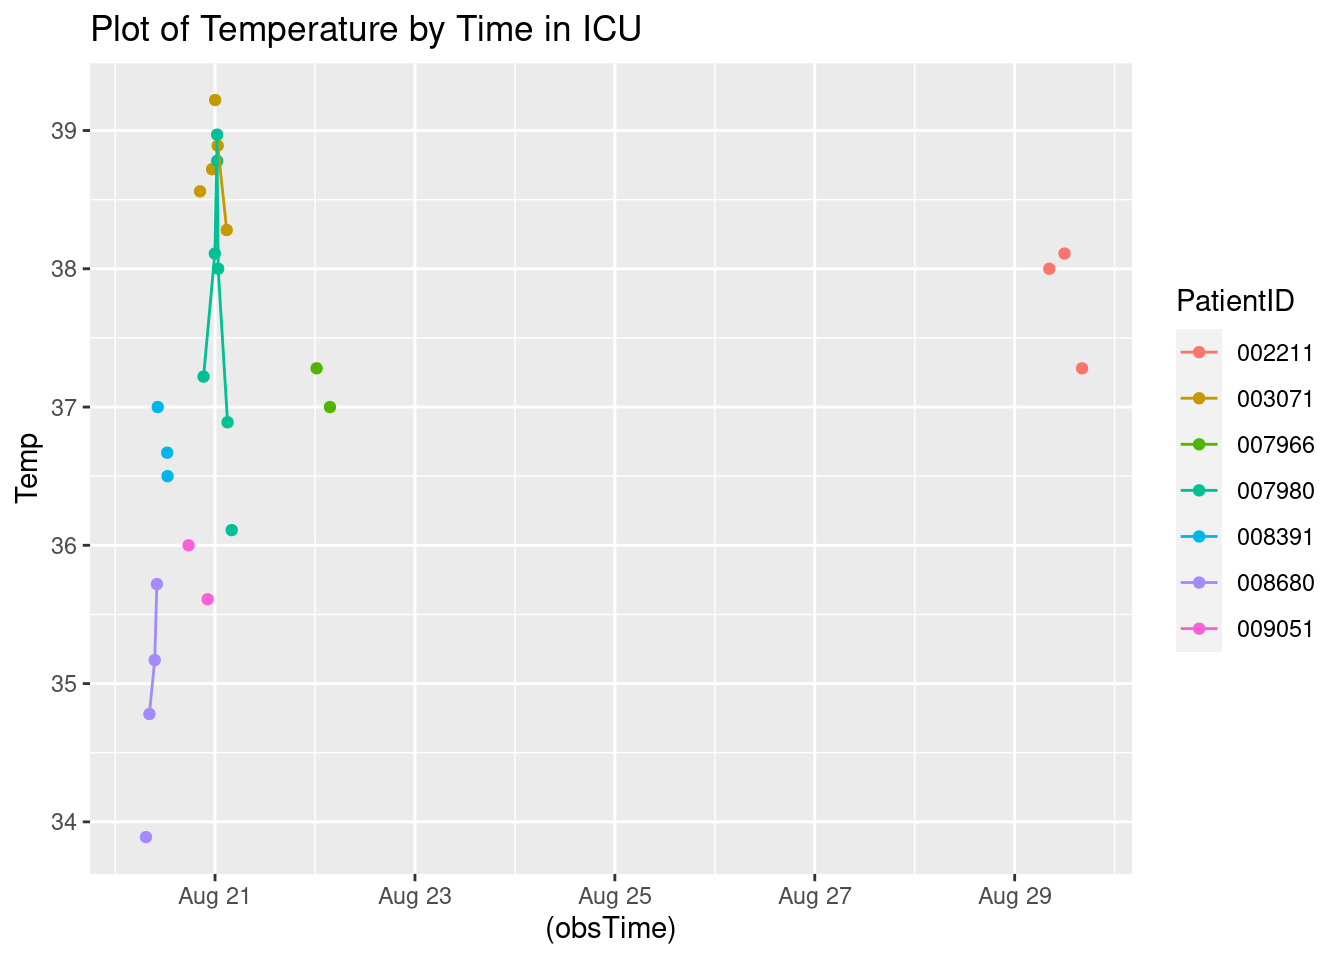 Plot of Temperature by Time in ICU
39
38
37
36
35
34
Temp
Aug 21 Aug 23 Aug 25 Aug 27 Aug 29
(obsTime)
PatientID
002211
003071
007966
007980
008391
008680
009051